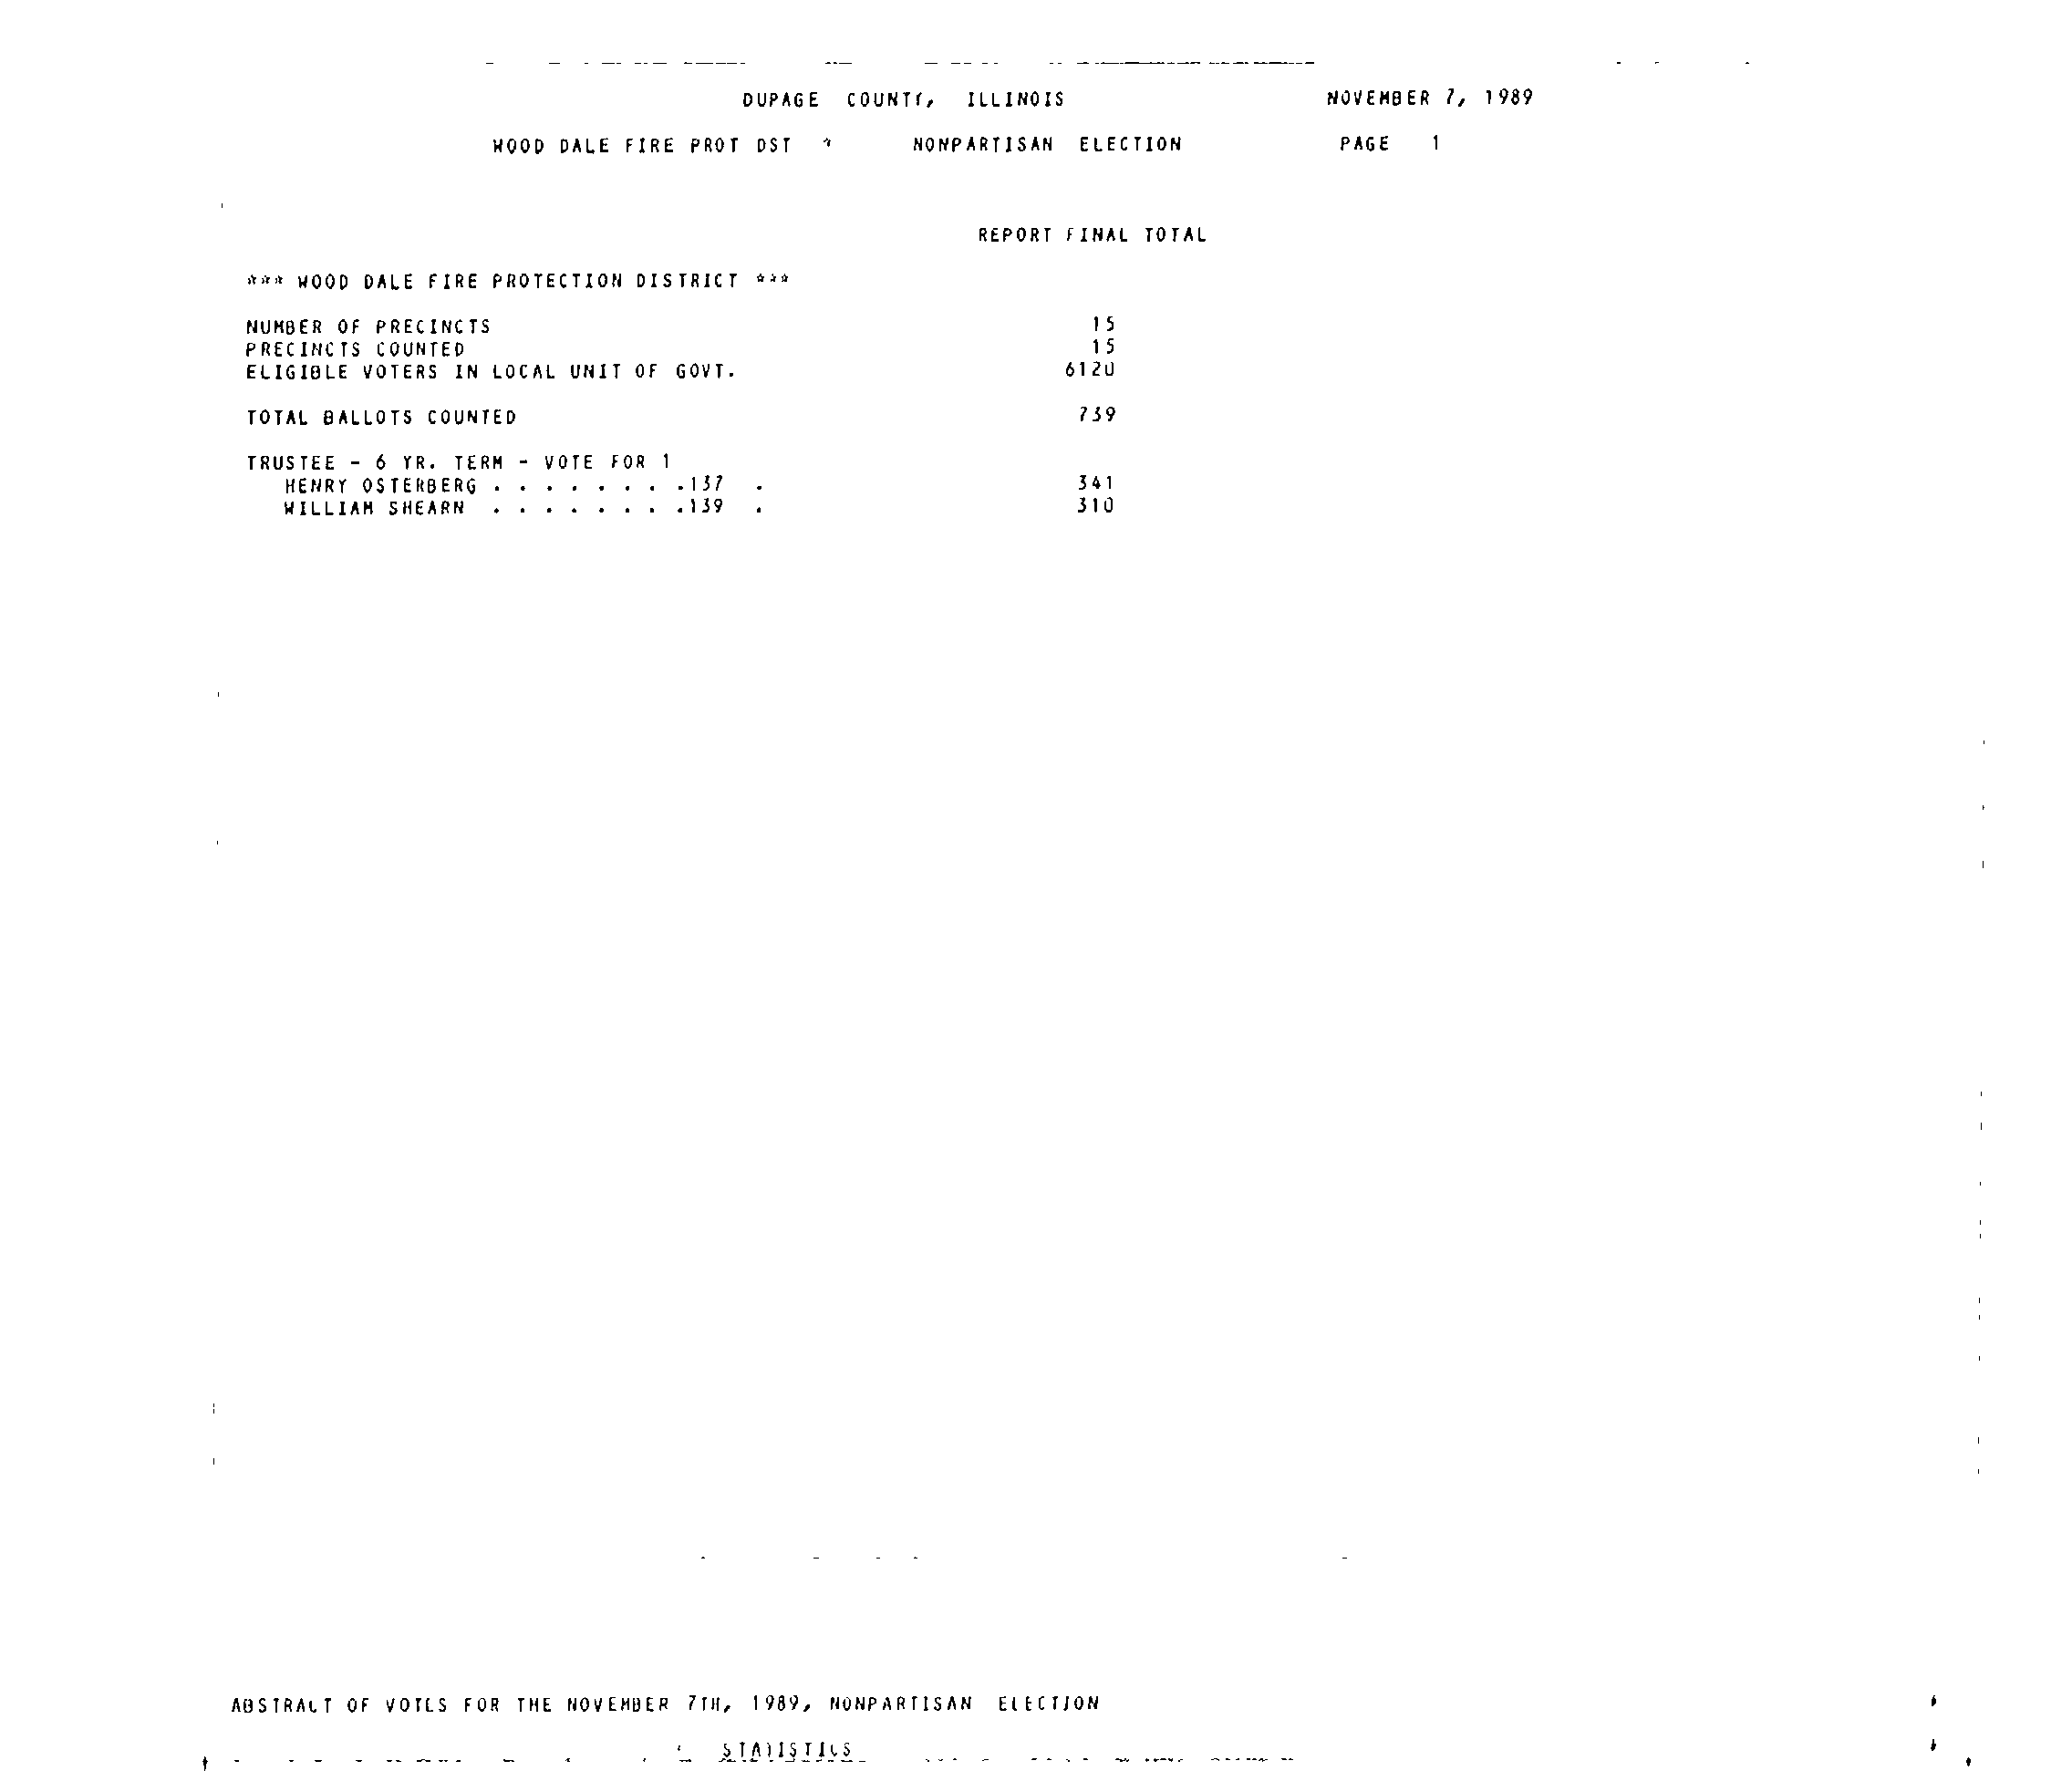 DUPAGE COUNTY, ILLINOIS NOVEMBER 7, 1989
WOOD DALE FIRE PROT DST * NONPARTISAN ELECTION PAGE 1
REPORT FINAL TOTAL
*** WOOD DALE FIRE PROTECTION DISTRICT ***
NUMBER OF PRECINCTS 15
PRECINCTS COUNTED 15
ELIGIBLE VOTERS IN LOCAL UNIT OF GOVT. 6120
TOTAL BALLOTS COUNTED 739
TRUSTEE - 6 YR. TERM - VOTE FOR 1
HENRY OSTERBERG . . . . . . . .137 . 341
WILLIAM SHEARN . . . . . . . .139 . 310
ABSTRACT OF VOTES FOR THE NOVEMBER 7TH, 1989, NONPARTISAN ELECTION
STATISTICS